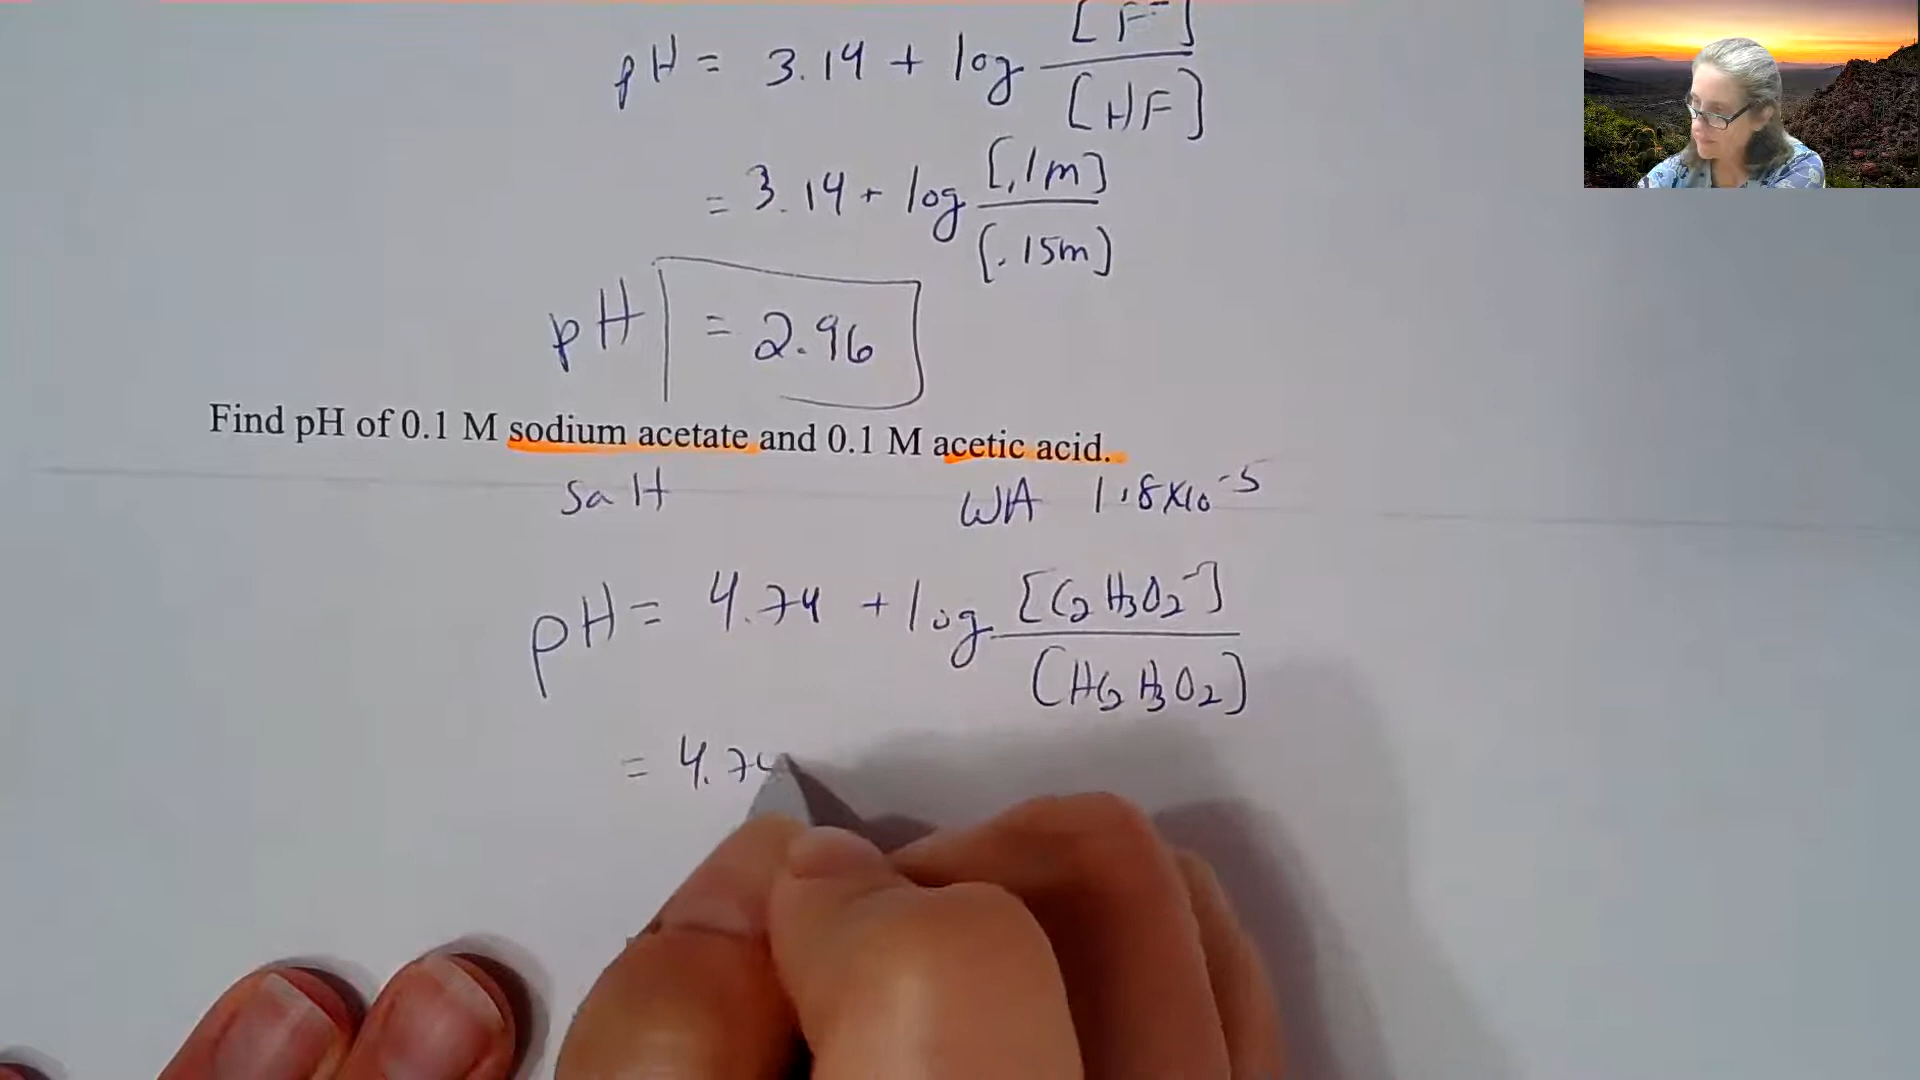 pH = 3.14 + log [F⁻] / [HF]
= 3.14 + log [.1m] / [.15m]
pH = 2.96
Find pH of 0.1 M sodium acetate and 0.1 M acetic acid.
Salt WA 1.8x10⁻⁵
pH = 4.74 + log [C₂H₃O₂⁻] / [HC₂H₃O₂]
= 4.74